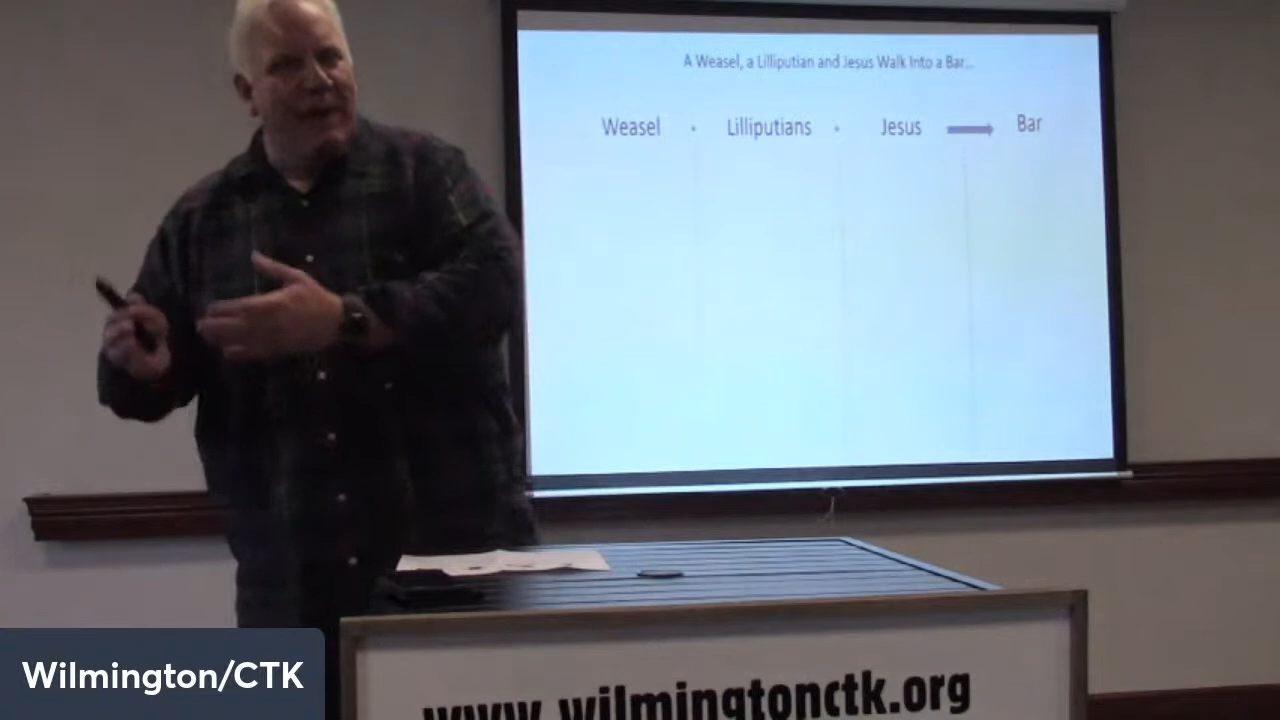 A Weasel, a Lilliputian and Jesus Walk Into a Bar...
Weasel • Lilliputians • Jesus Bar
Wilmington/CTK
www.wilmingtonctk.org